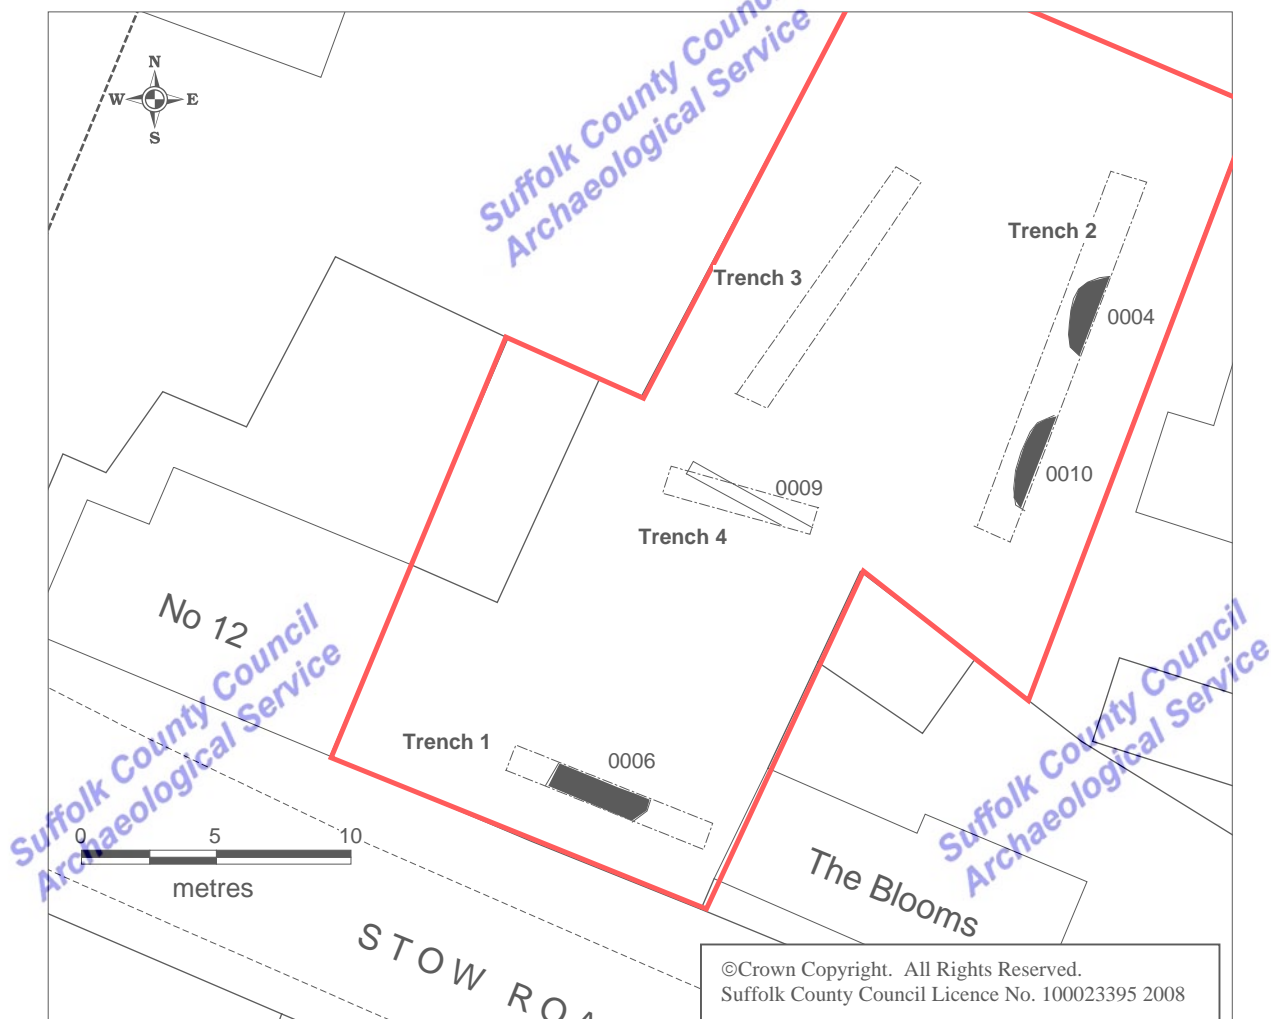 Suffolk County Council
Archaeological Service
N
W
E
S
Trench 2
Trench 3
0004
0010
0009
Trench 4
No 12
Suffolk County Council
Archaeological Service
Suffolk County Council
Archaeological Service
Trench 1
0006
0
5
10
metres
The Blooms
STOW ROA
©Crown Copyright. All Rights Reserved.
Suffolk County Council Licence No. 100023395 2008